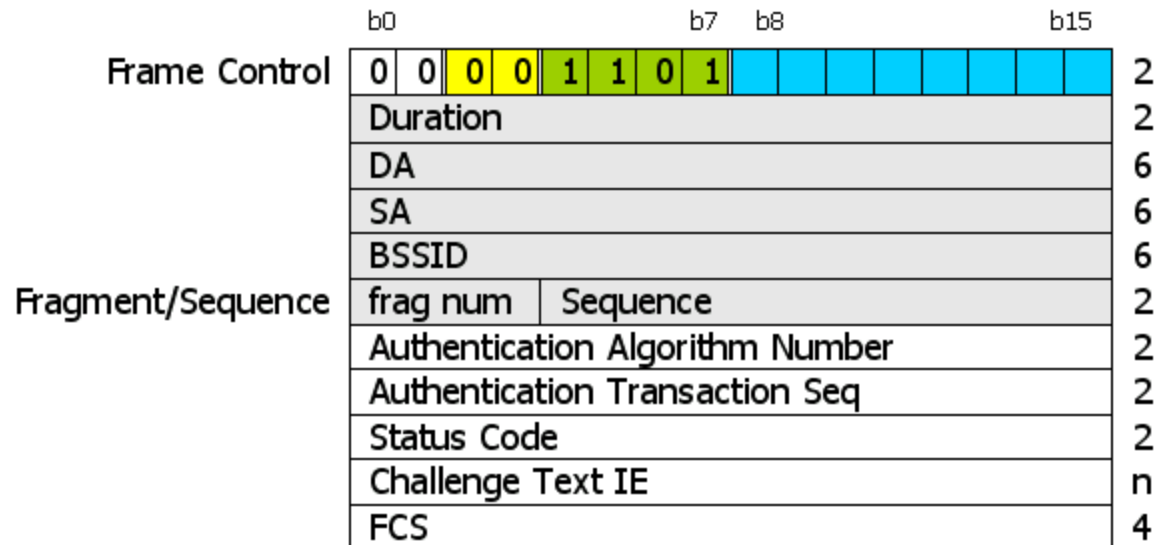 b0 b7 b8 b15
Frame Control 0 0 0 0 1 1 0 1 2
Duration 2
DA 6
SA 6
BSSID 6
Fragment/Sequence frag num Sequence 2
Authentication Algorithm Number 2
Authentication Transaction Seq 2
Status Code 2
Challenge Text IE n
FCS 4